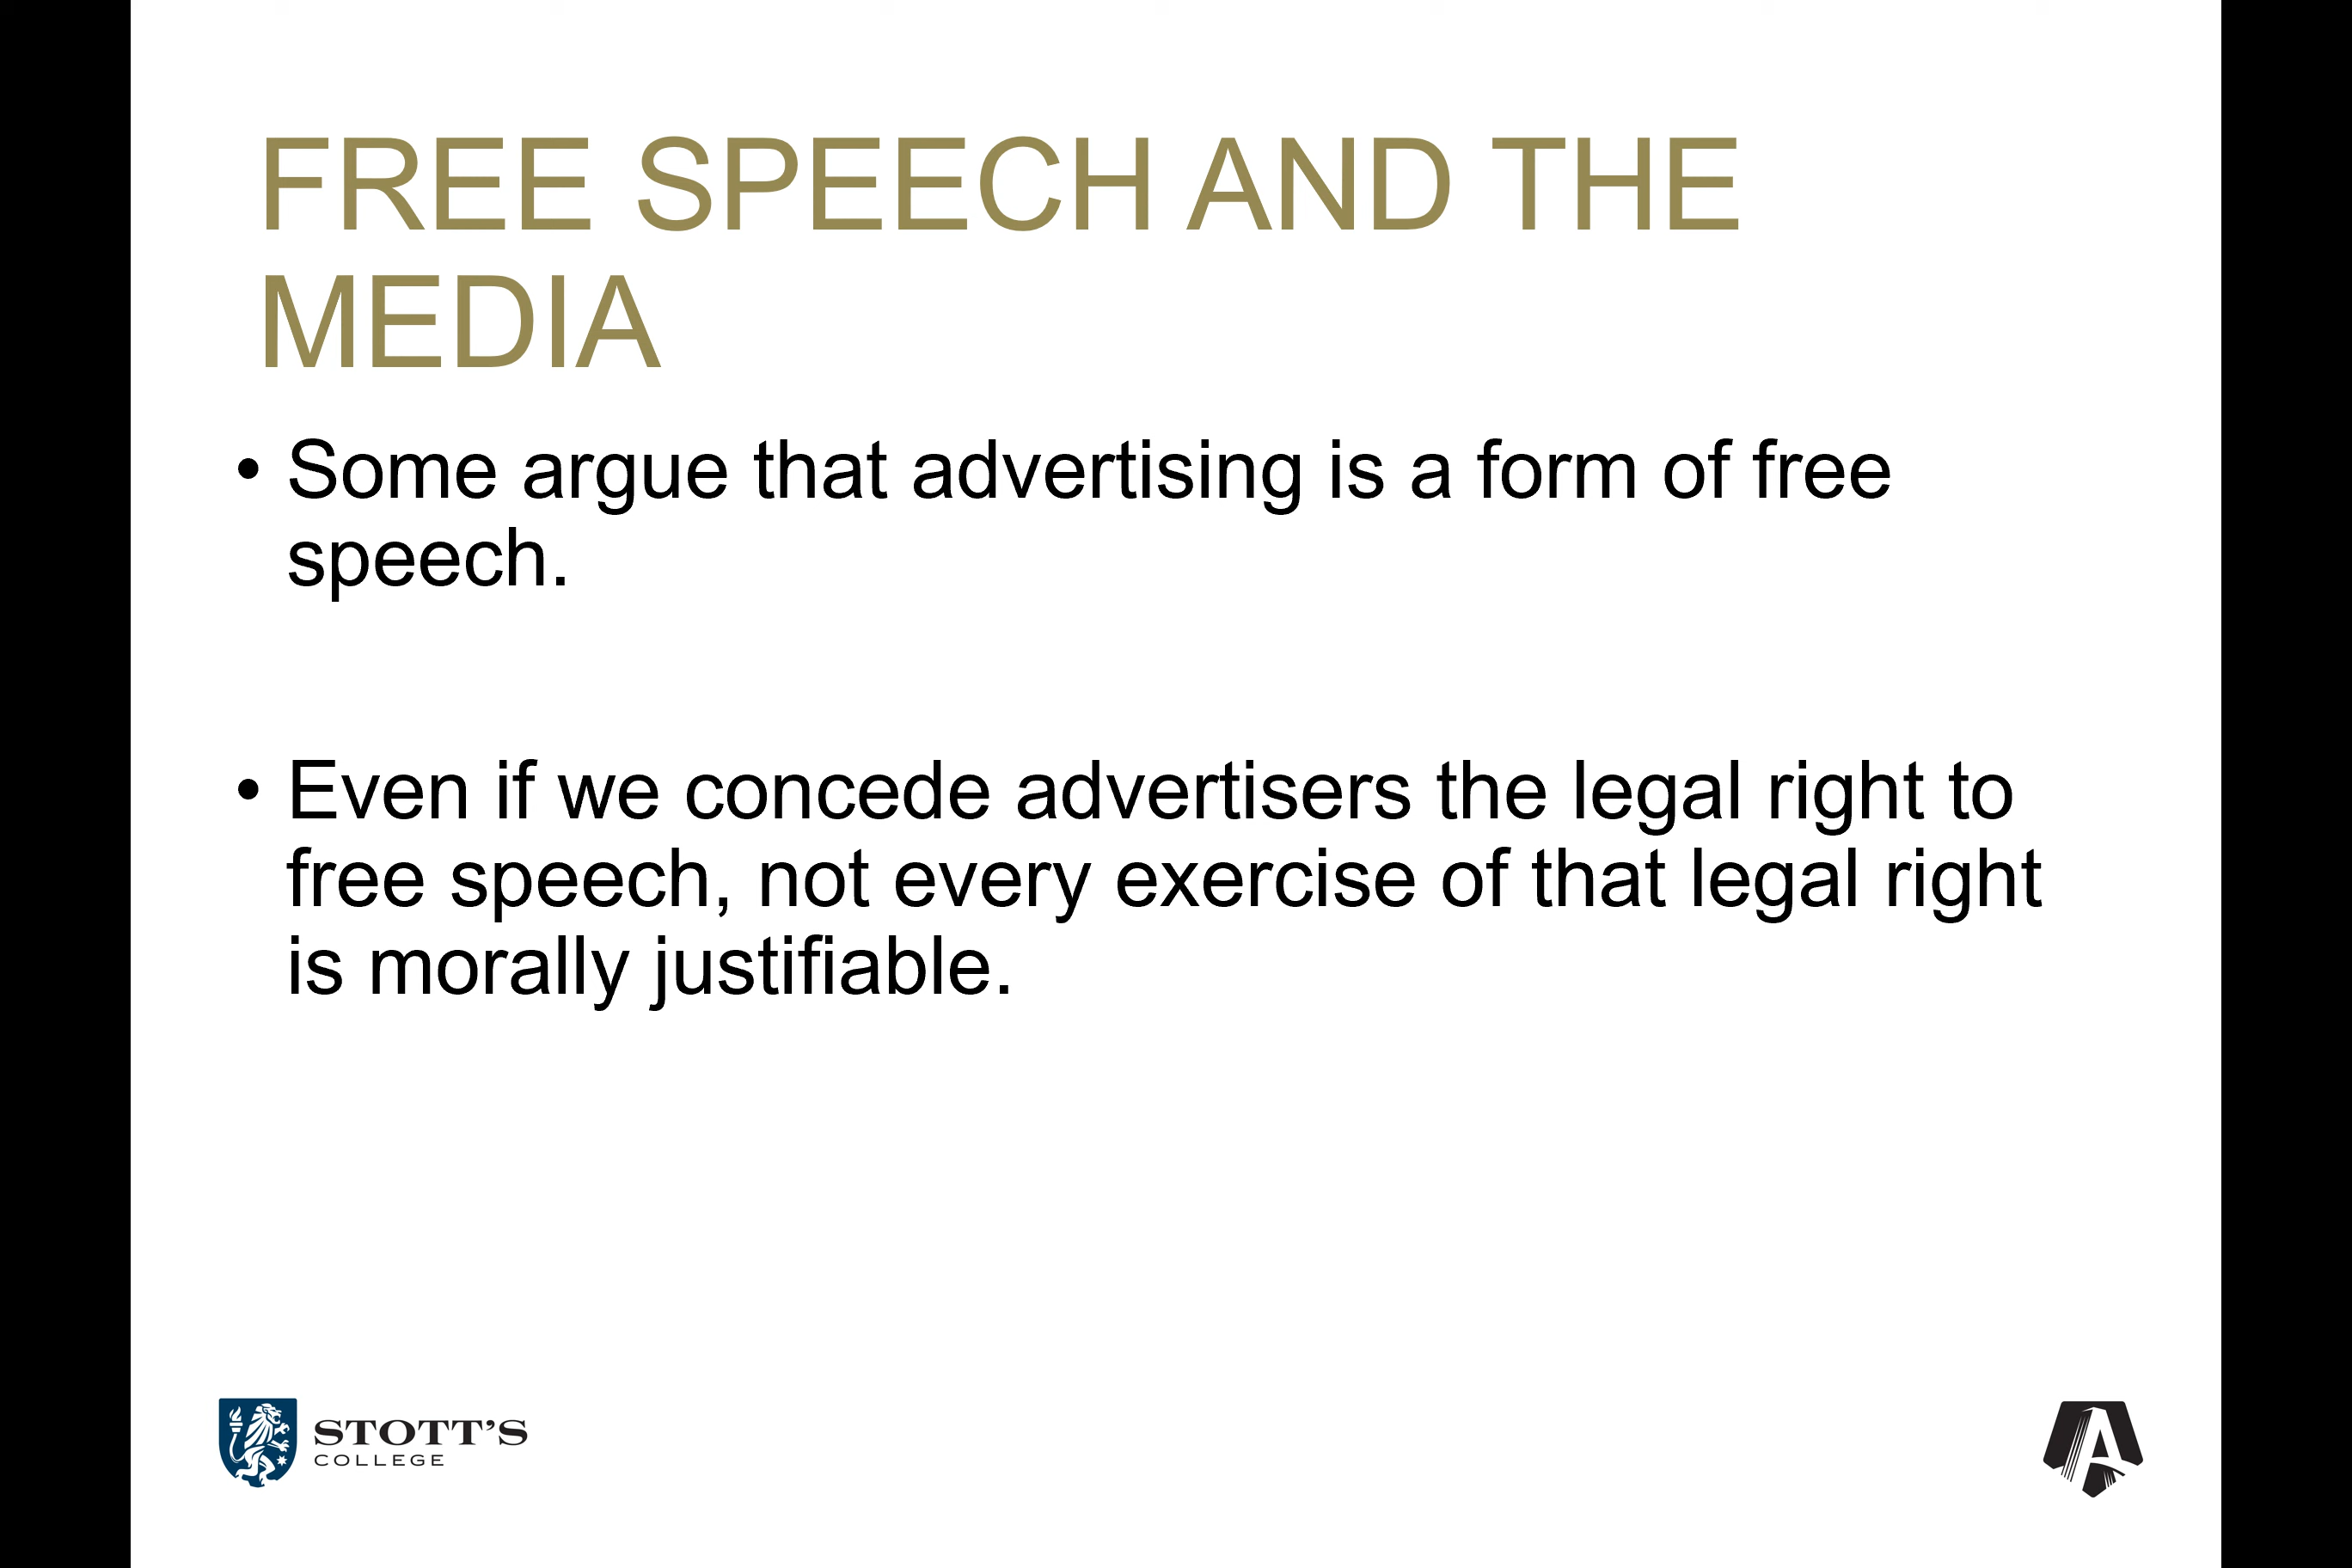 FREE SPEECH AND THE
MEDIA
• Some argue that advertising is a form of free
speech.
• Even if we concede advertisers the legal right to
free speech, not every exercise of that legal right
is morally justifiable.
STOTT'S
COLLEGE
A